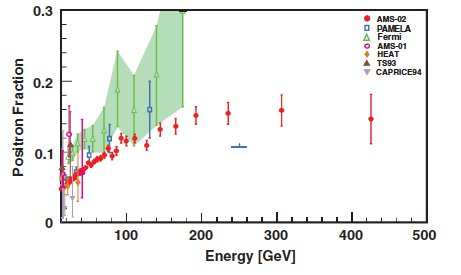 0.3
0.2
0.1
0
Positron Fraction
AMS-02
PAMELA
Fermi
AMS-01
HEAT
TS93
CAPRICE94
100 200 300 400 500
Energy [GeV]